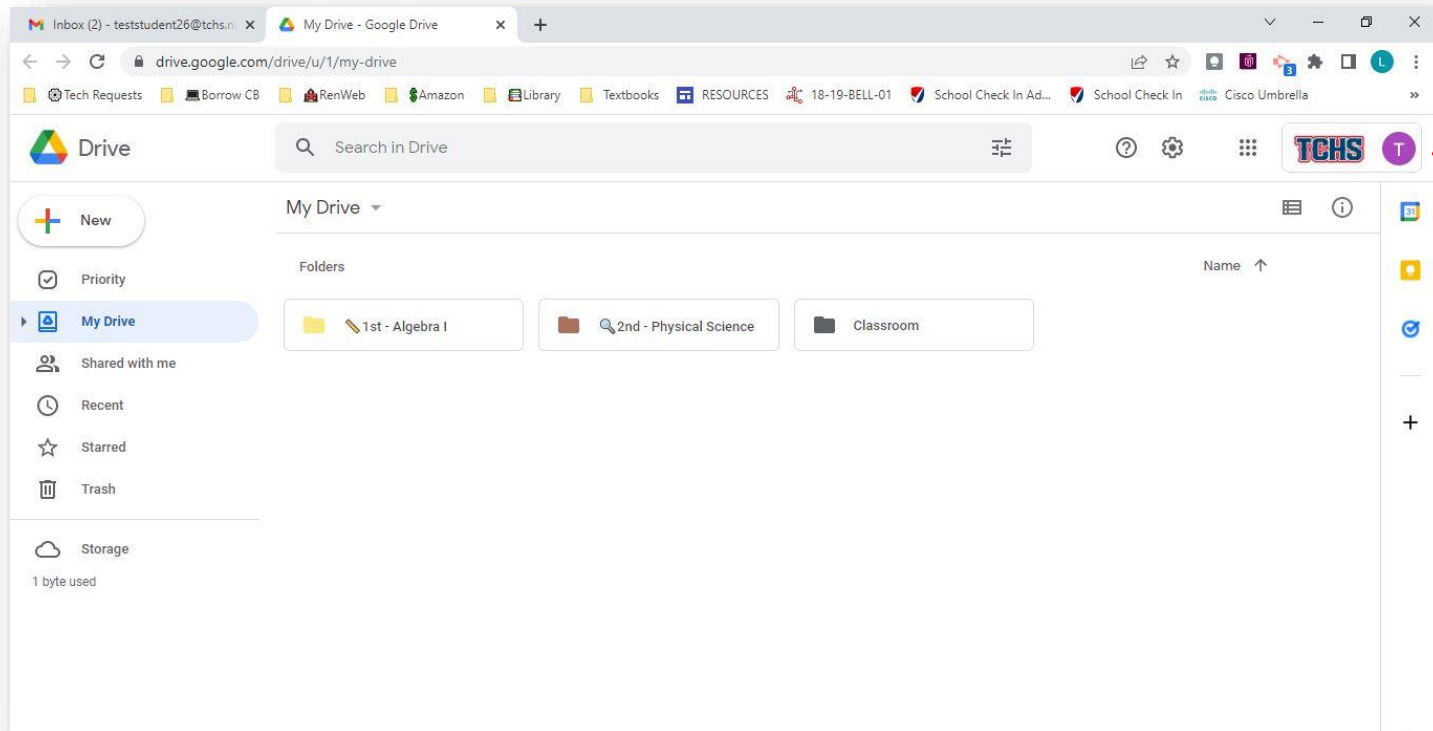 Inbox (2) - teststudent26@tchs.n
My Drive - Google Drive
drive.google.com/drive/u/1/my-drive
3
L
Tech Requests Borrow CB RenWeb $Amazon Library Textbooks RESOURCES 18-19-BELL-01 School Check In Ad... School Check In cisco Cisco Umbrella »
Drive
Search in Drive
TCHS
T
New
My Drive
31
Priority
Folders
Name
My Drive
1st - Algebra I
2nd - Physical Science
Classroom
Shared with me
Recent
Starred
Trash
Storage
1 byte used